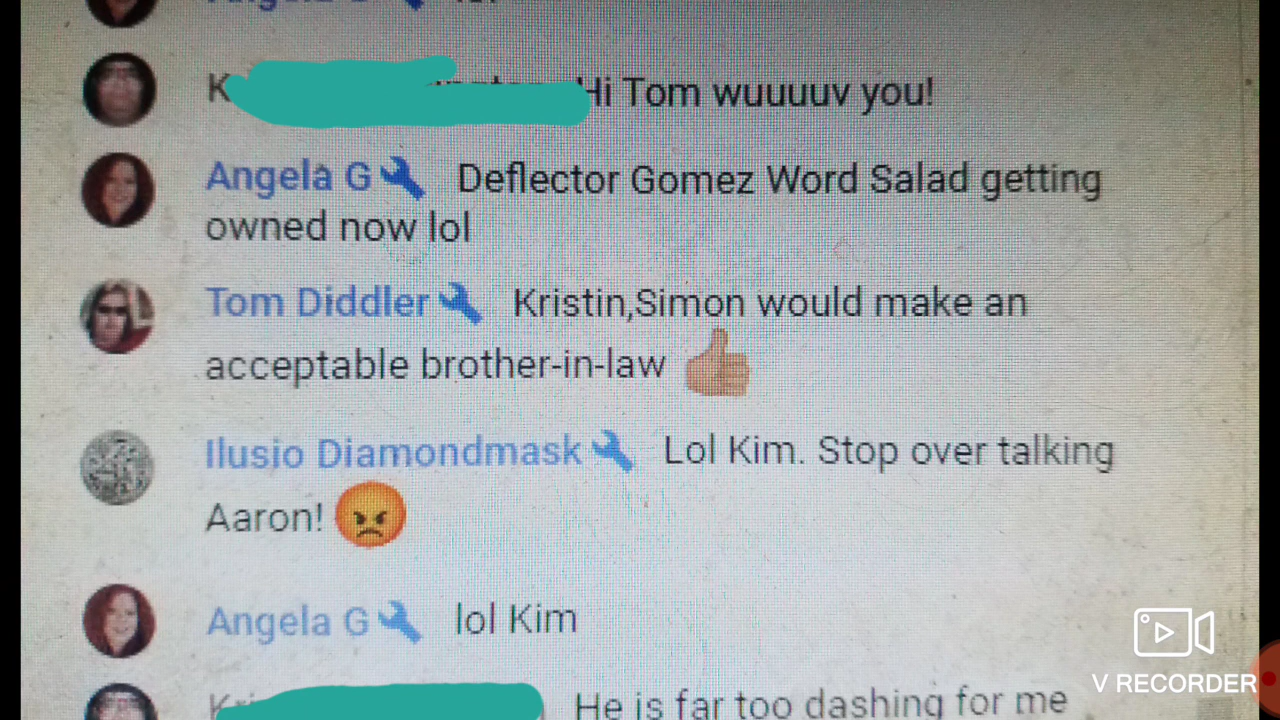 Hi Tom wuuuuv you!
Angela G Deflector Gomez Word Salad getting
owned now lol
Tom Diddler Kristin,Simon would make an
acceptable brother-in-law 👍
Ilusio Diamondmask Lol Kim. Stop over talking
Aaron! 😡
Angela G lol Kim
He is far too dashing for me
V RECORDER